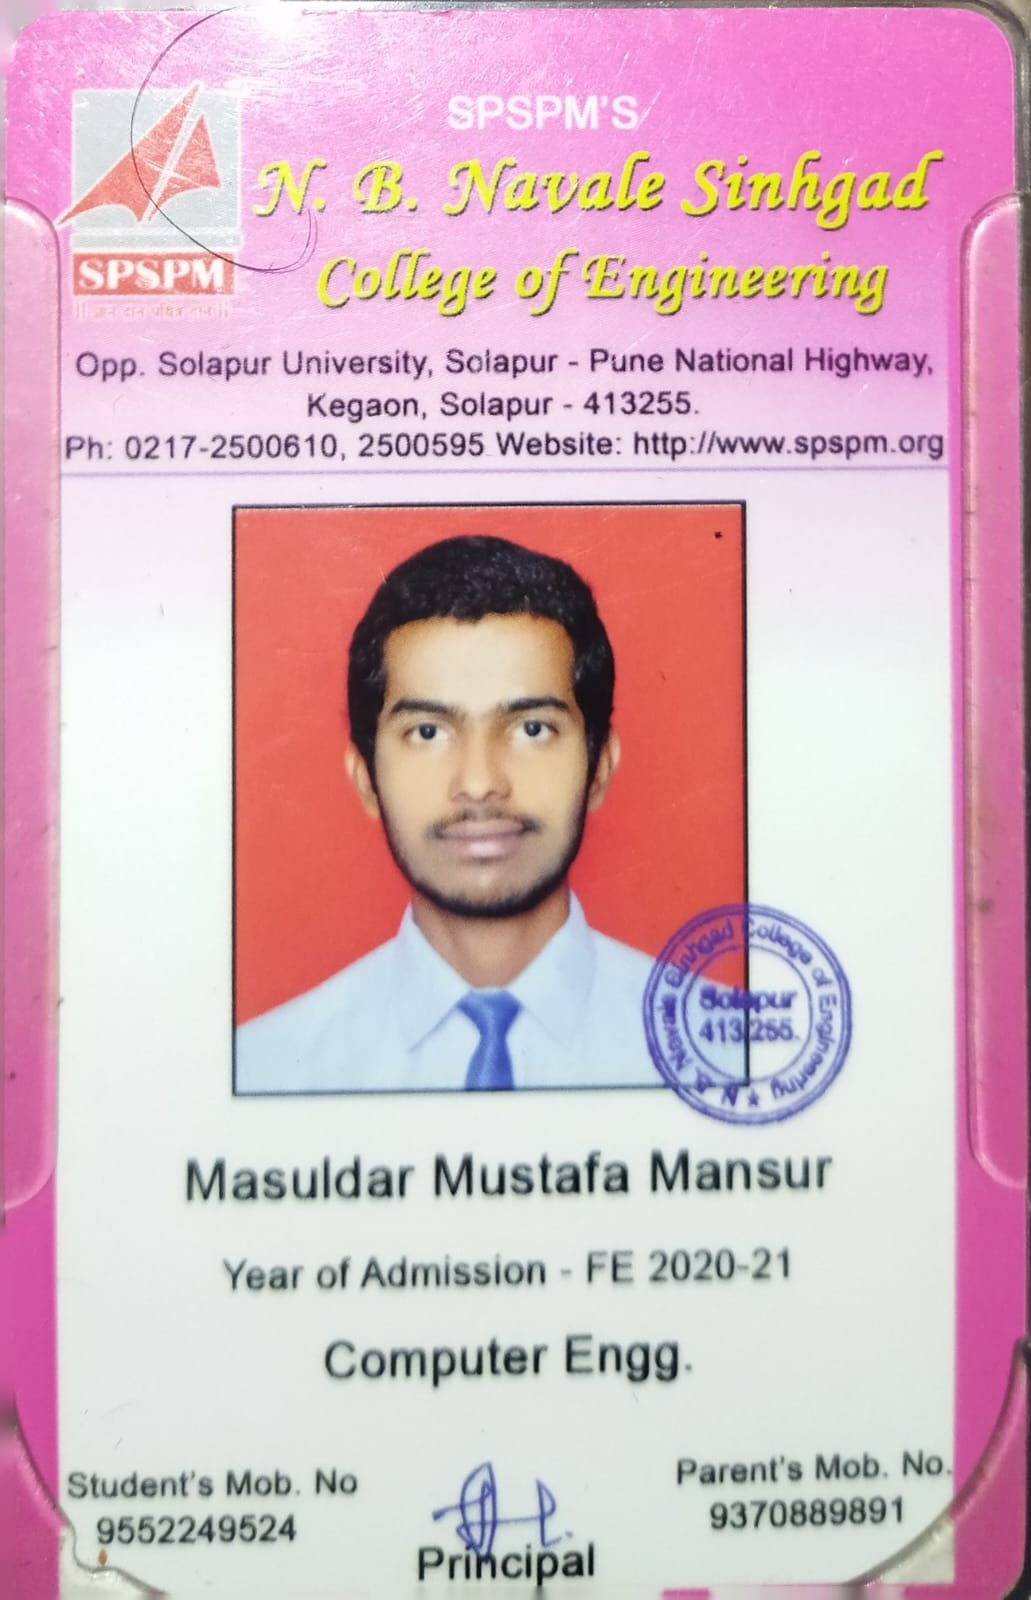 SPSPM'S
N. B. Navale Sinhgad
College of Engineering
SPSPM
Opp. Solapur University, Solapur - Pune National Highway,
Kegaon, Solapur - 413255.
Ph: 0217-2500610, 2500595 Website: http://www.spspm.org
N B Navale Sinhgad College of Engineering
Solapur
413 255.
Masuldar Mustafa Mansur
Year of Admission - FE 2020-21
Computer Engg.
Student's Mob. No
9552249524
Parent's Mob. No.
9370889891
Principal